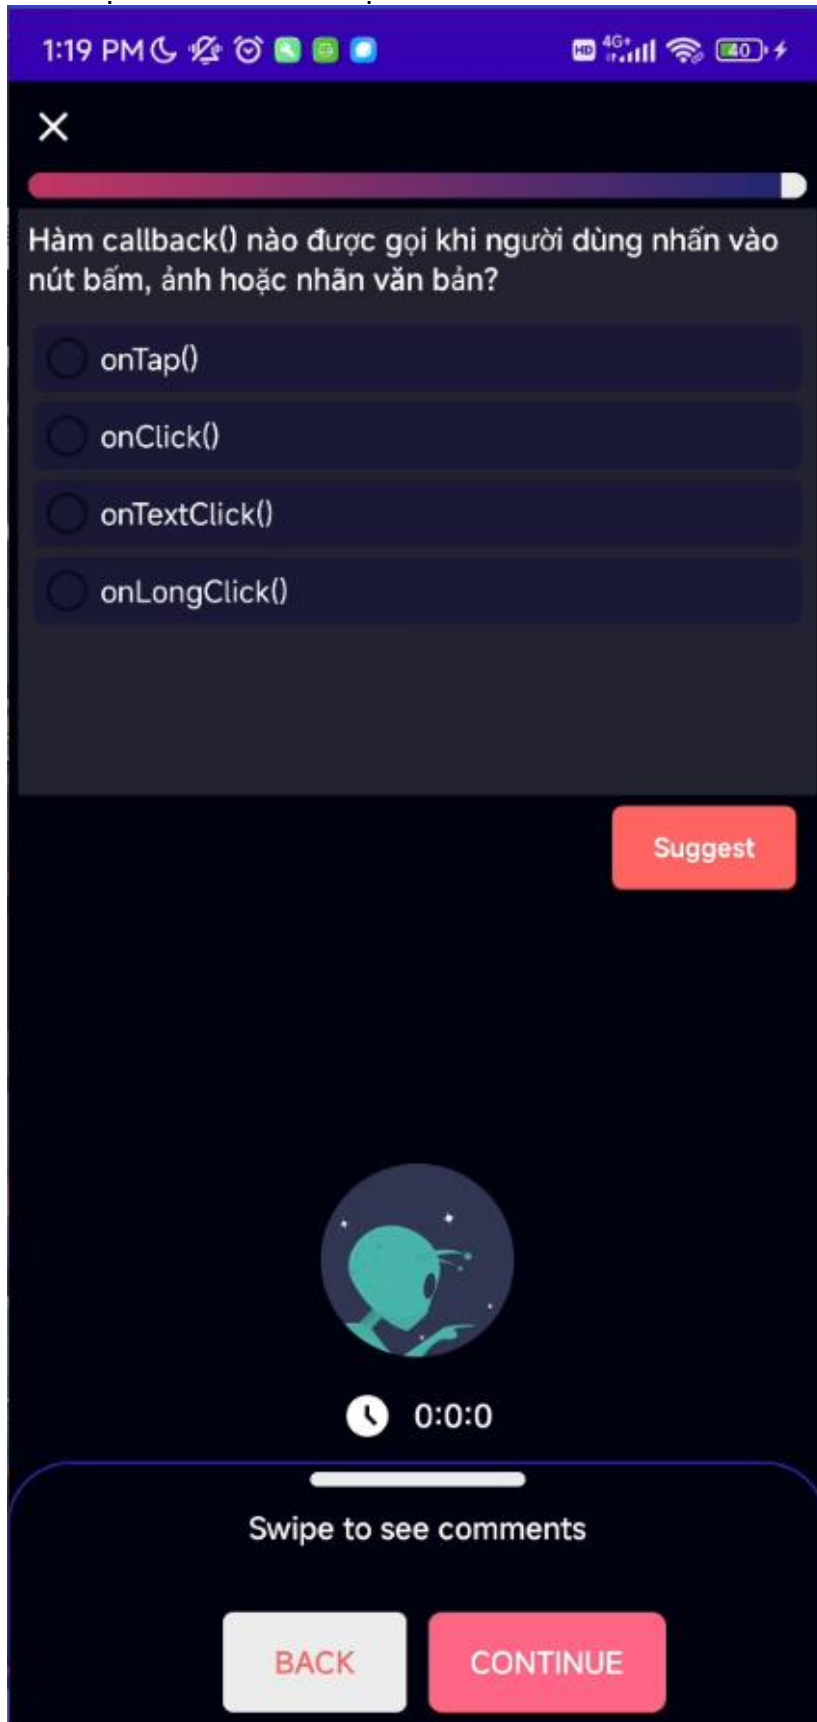 1:19 PM
HD 4G+ 40
Hàm callback() nào được gọi khi người dùng nhấn vào
nút bấm, ảnh hoặc nhãn văn bản?
onTap()
onClick()
onTextClick()
onLongClick()
Suggest
0:0:0
Swipe to see comments
BACK CONTINUE